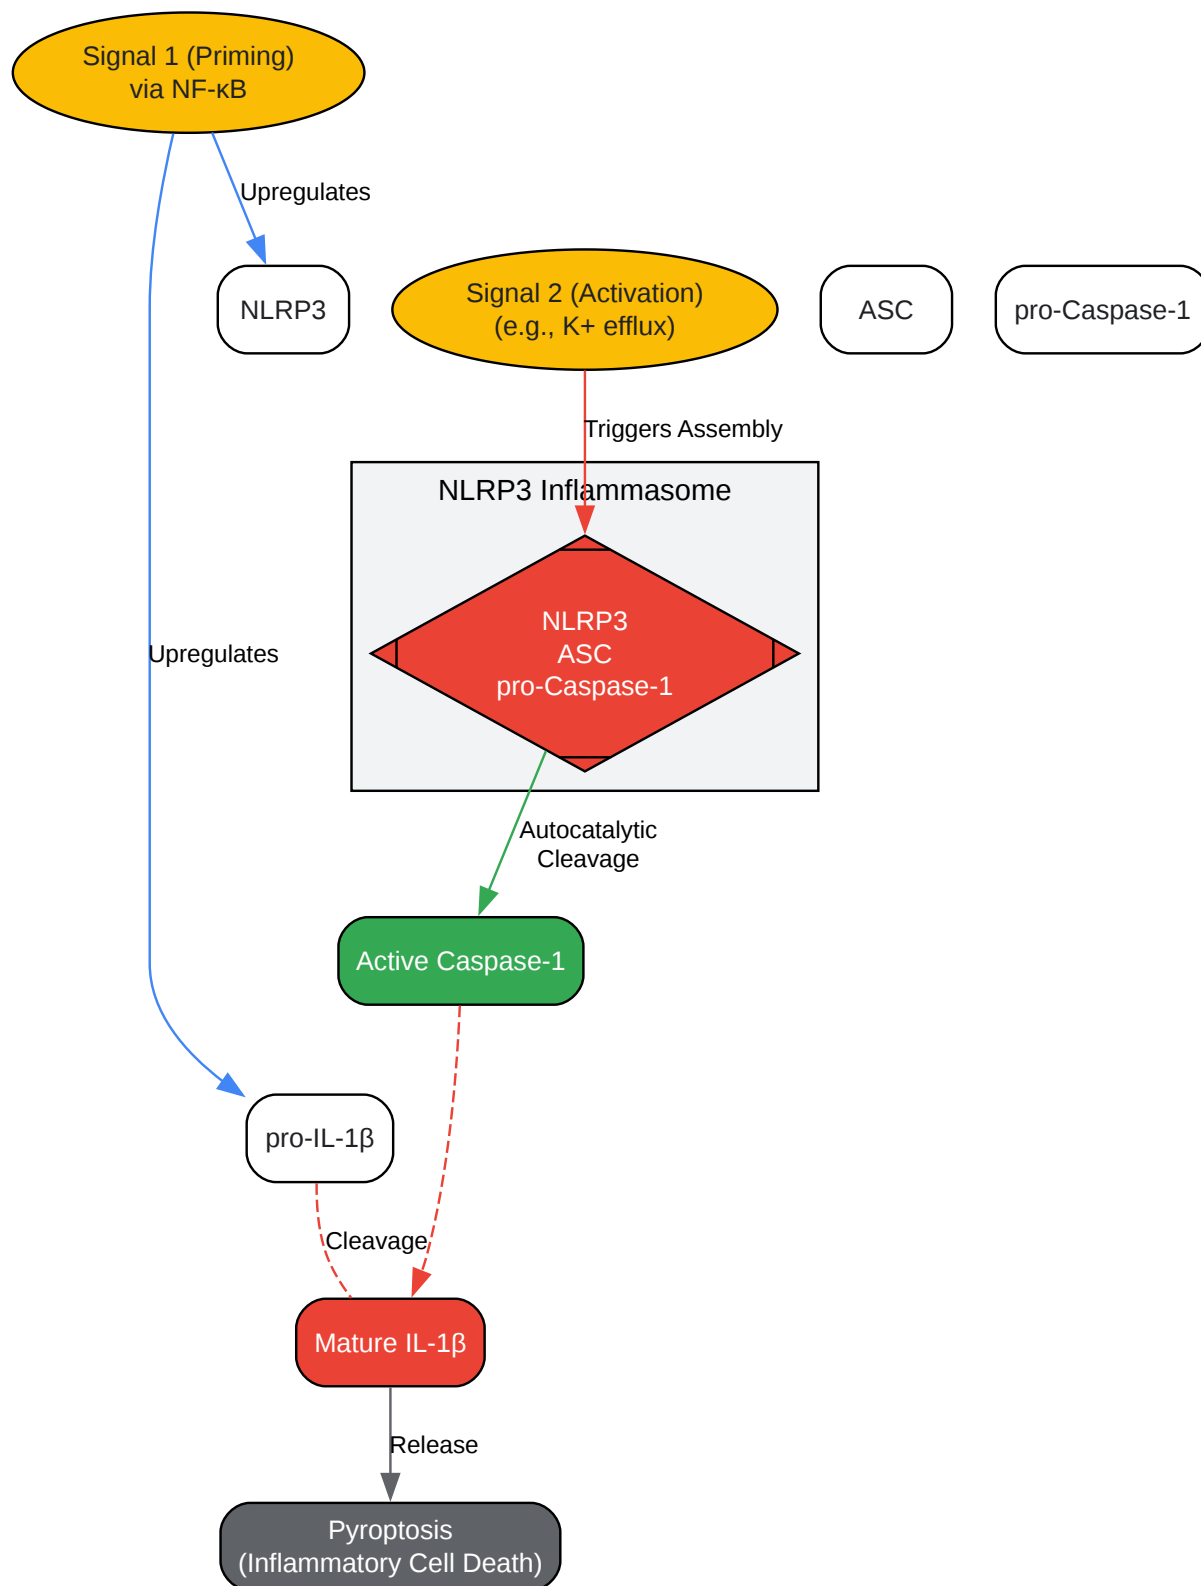 Signal 1 (Priming)
via NF-κB
Upregulates
NLRP3
Signal 2 (Activation)
(e.g., K+ efflux)
ASC
pro-Caspase-1
Triggers Assembly
NLRP3 Inflammasome
NLRP3
ASC
pro-Caspase-1
Upregulates
Autocatalytic
Cleavage
Active Caspase-1
pro-IL-1β
Cleavage
Mature IL-1β
Release
Pyroptosis
(Inflammatory Cell Death)